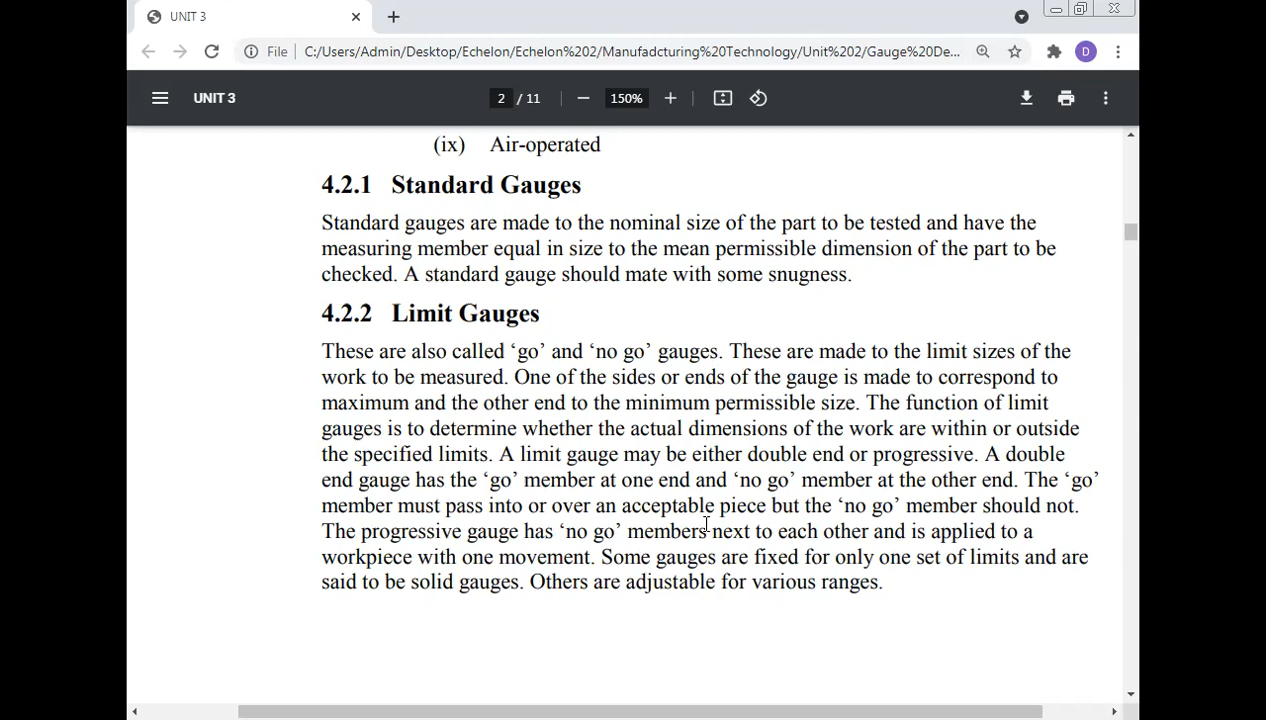 UNIT 3
File C:/Users/Admin/Desktop/Echelon/Echelon%202/Manufadcturing%20Technology/Unit%202/Gauge%20De... D
UNIT 3 2 / 11 150%
(ix) Air-operated
4.2.1 Standard Gauges
Standard gauges are made to the nominal size of the part to be tested and have the
measuring member equal in size to the mean permissible dimension of the part to be
checked. A standard gauge should mate with some snugness.
4.2.2 Limit Gauges
These are also called ‘go’ and ‘no go’ gauges. These are made to the limit sizes of the
work to be measured. One of the sides or ends of the gauge is made to correspond to
maximum and the other end to the minimum permissible size. The function of limit
gauges is to determine whether the actual dimensions of the work are within or outside
the specified limits. A limit gauge may be either double end or progressive. A double
end gauge has the ‘go’ member at one end and ‘no go’ member at the other end. The ‘go’
member must pass into or over an acceptable piece but the ‘no go’ member should not.
The progressive gauge has ‘no go’ members next to each other and is applied to a
workpiece with one movement. Some gauges are fixed for only one set of limits and are
said to be solid gauges. Others are adjustable for various ranges.